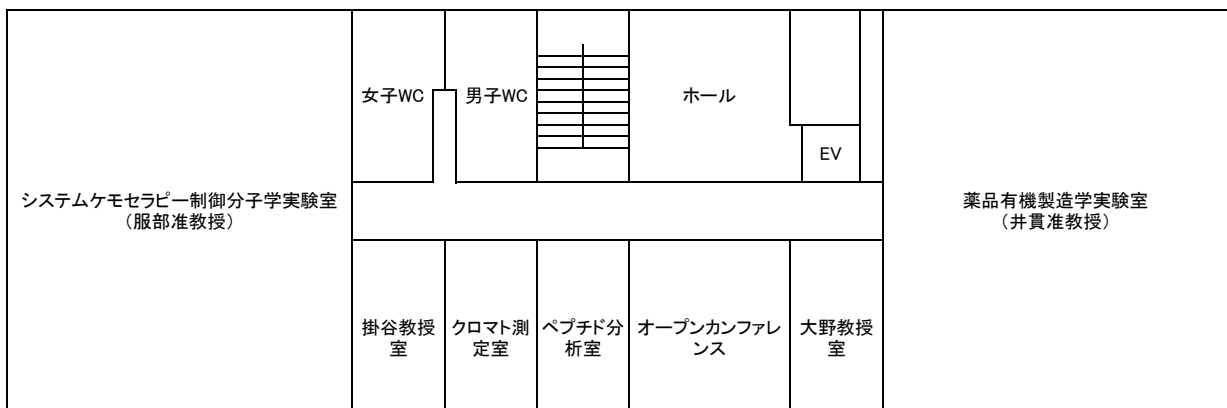 女子WC
男子WC
ホール
EV
システムケモセラピー制御分子学実験室
（服部准教授）
薬品有機製造学実験室
（井貫准教授）
掛谷教授
室
クロマト測
定室
ペプチド分
析室
オープンカンファレ
ンス
大野教授
室